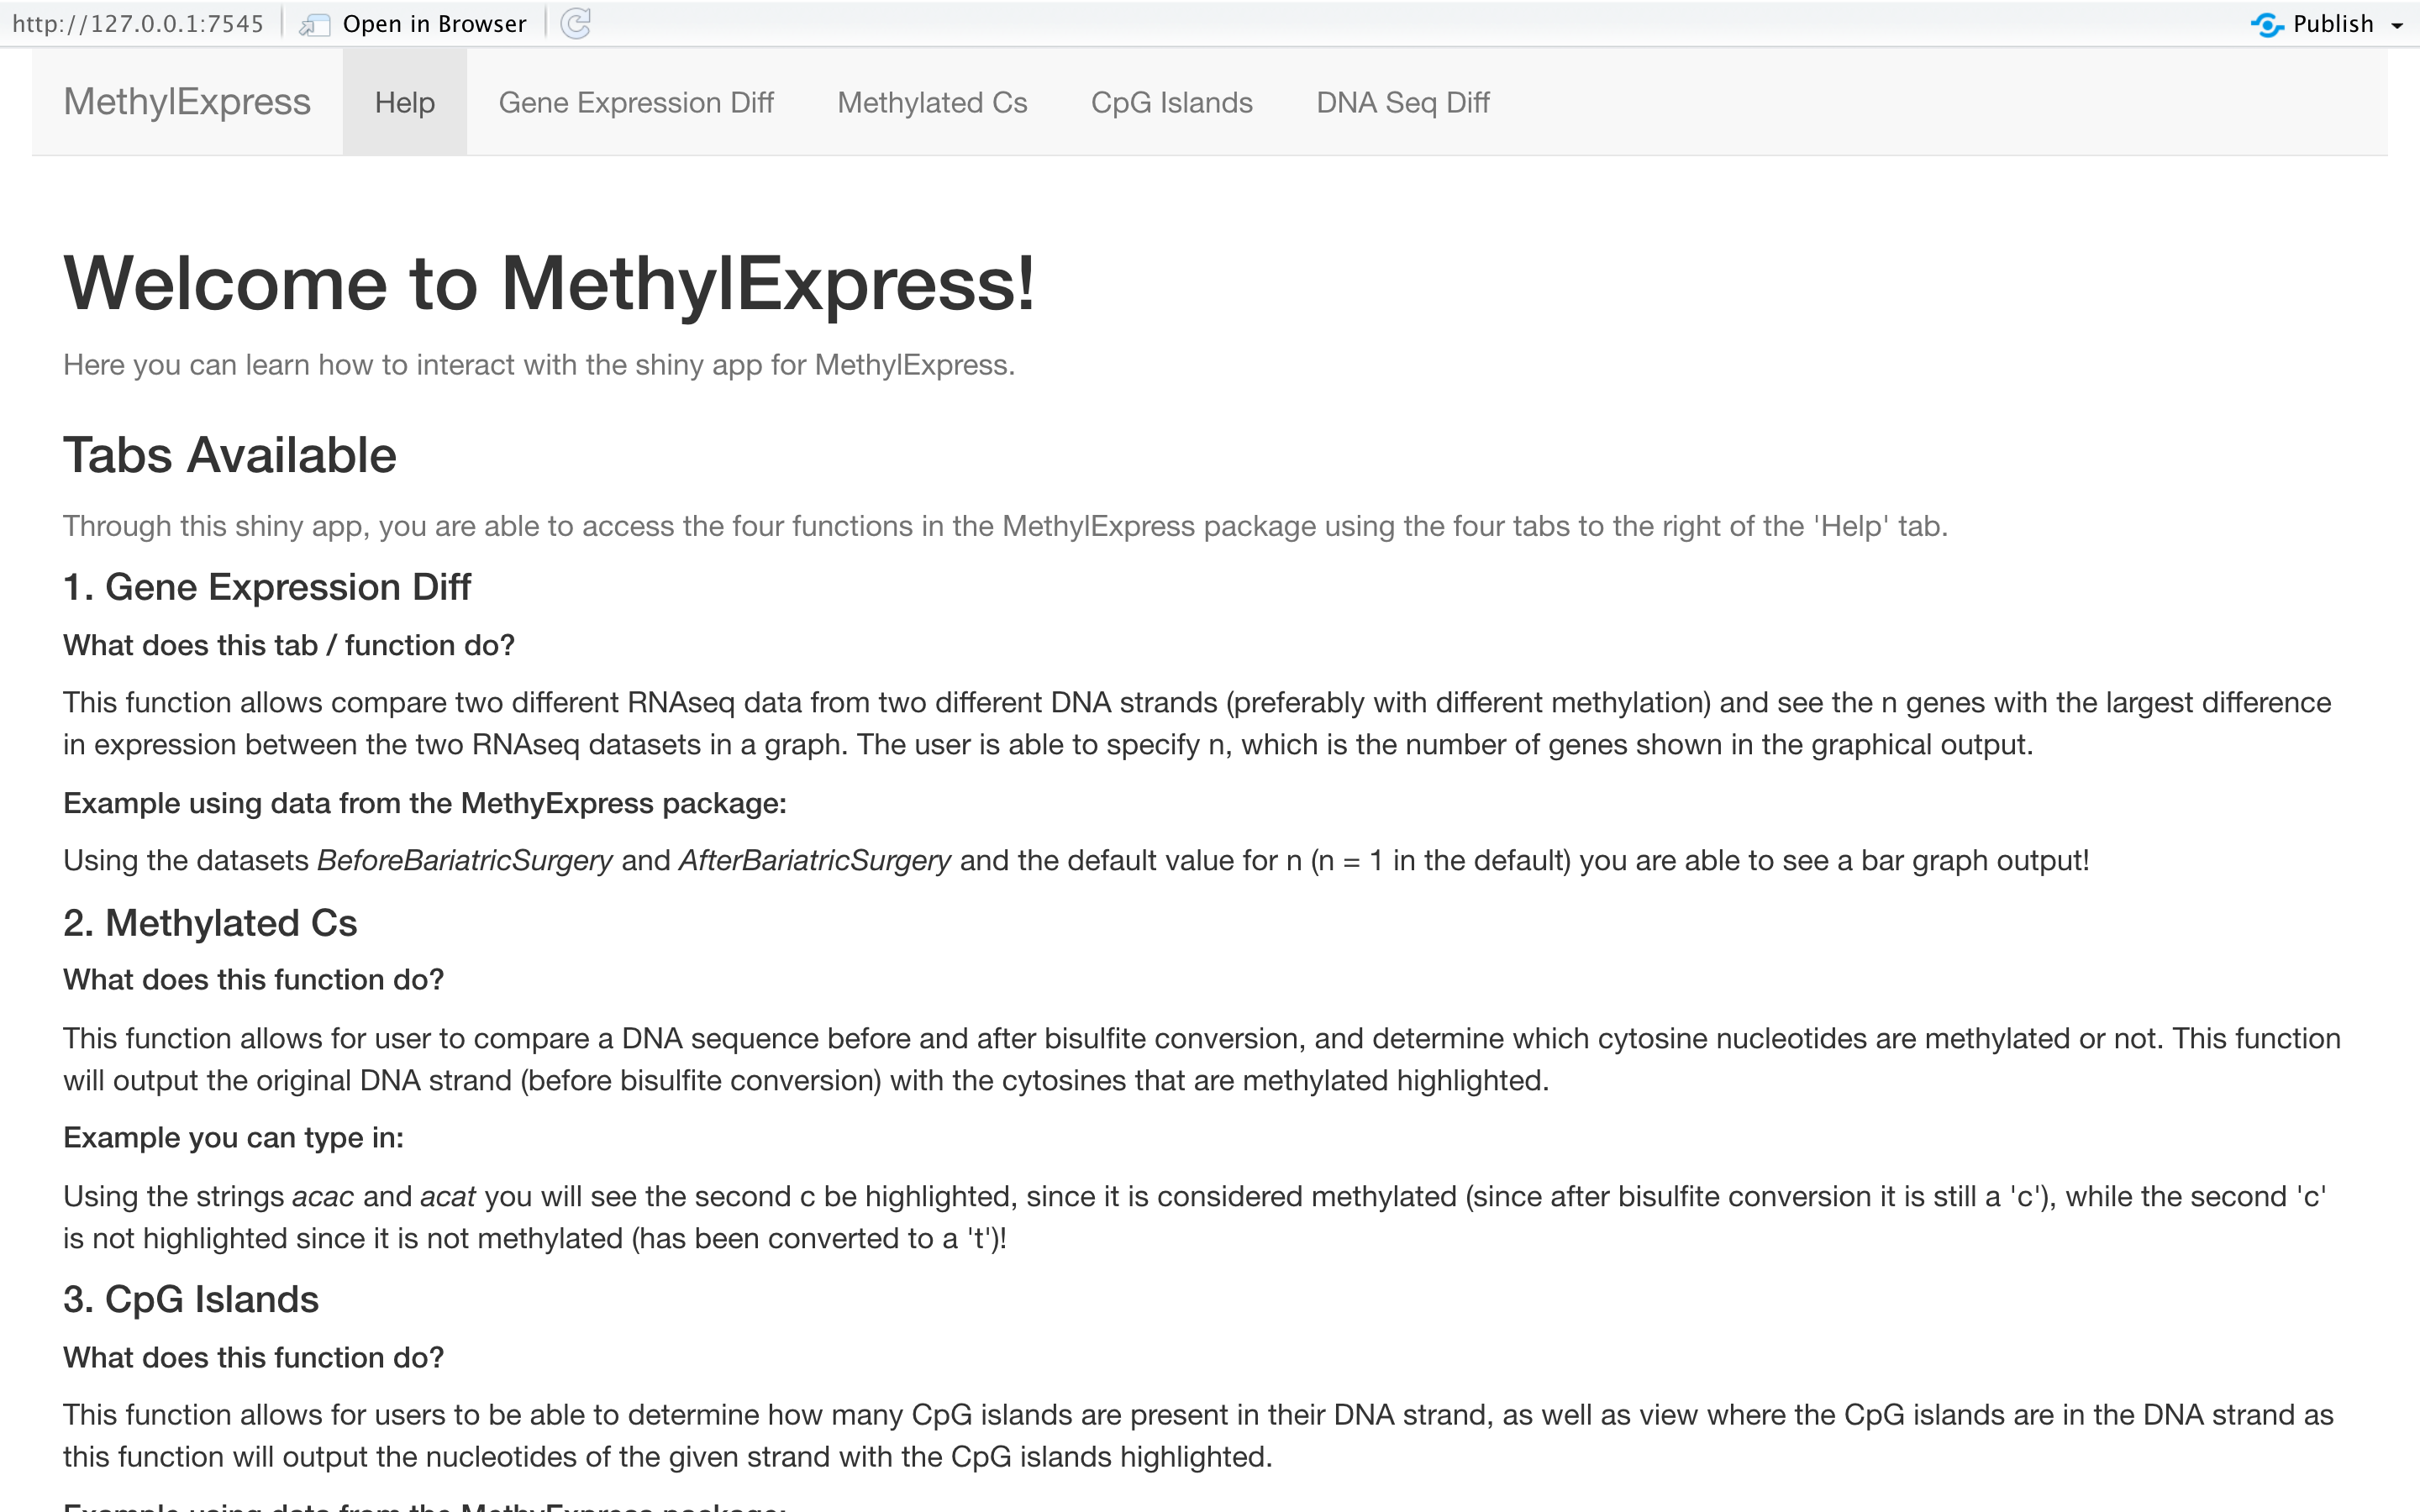 http://127.0.0.1:7545 Open in Browser Publish
MethylExpress Help Gene Expression Diff Methylated Cs CpG Islands DNA Seq Diff
Welcome to MethylExpress!
Here you can learn how to interact with the shiny app for MethylExpress.
Tabs Available
Through this shiny app, you are able to access the four functions in the MethylExpress package using the four tabs to the right of the 'Help' tab.
1. Gene Expression Diff
What does this tab / function do?
This function allows compare two different RNAseq data from two different DNA strands (preferably with different methylation) and see the n genes with the largest difference
in expression between the two RNAseq datasets in a graph. The user is able to specify n, which is the number of genes shown in the graphical output.
Example using data from the MethyExpress package:
Using the datasets BeforeBariatricSurgery and AfterBariatricSurgery and the default value for n (n = 1 in the default) you are able to see a bar graph output!
2. Methylated Cs
What does this function do?
This function allows for user to compare a DNA sequence before and after bisulfite conversion, and determine which cytosine nucleotides are methylated or not. This function
will output the original DNA strand (before bisulfite conversion) with the cytosines that are methylated highlighted.
Example you can type in:
Using the strings acac and acat you will see the second c be highlighted, since it is considered methylated (since after bisulfite conversion it is still a 'c'), while the second 'c'
is not highlighted since it is not methylated (has been converted to a 't')!
3. CpG Islands
What does this function do?
This function allows for users to be able to determine how many CpG islands are present in their DNA strand, as well as view where the CpG islands are in the DNA strand as
this function will output the nucleotides of the given strand with the CpG islands highlighted.
Example using data from the MethyExpress package: